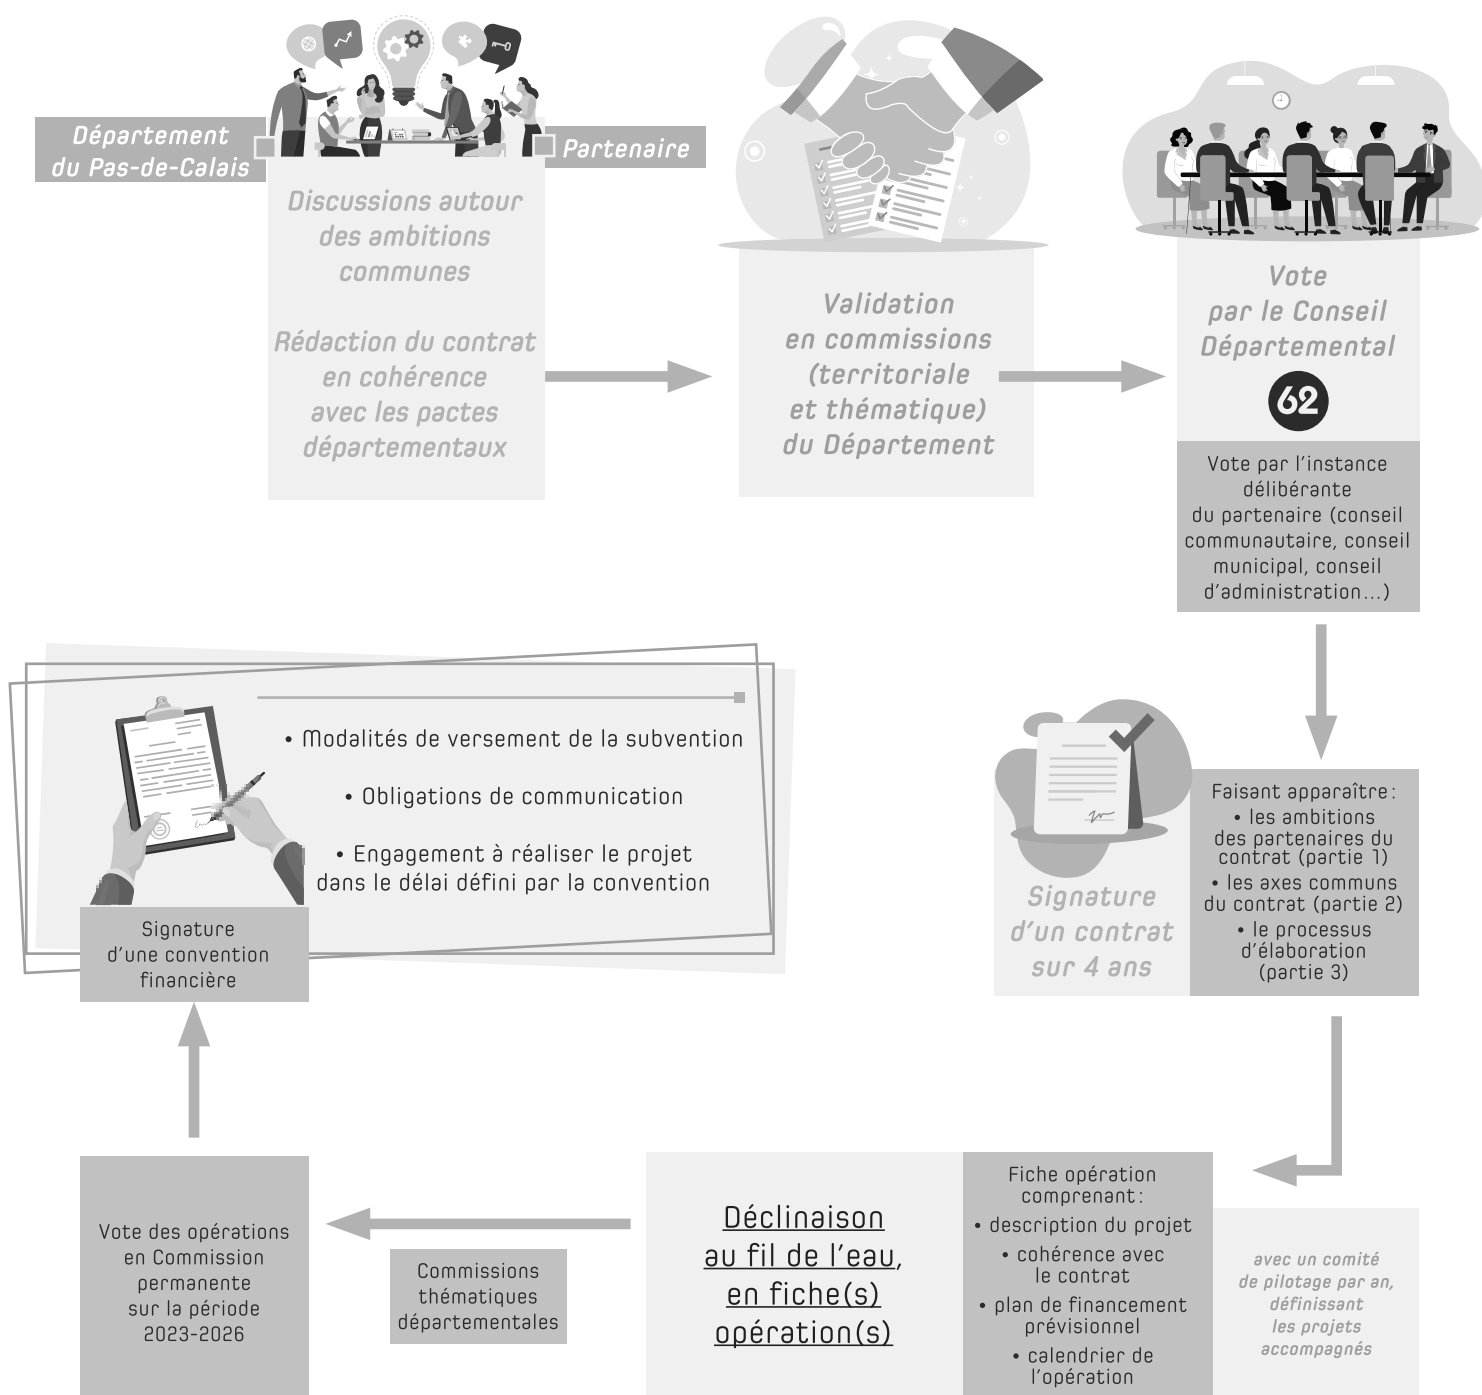 Département
du Pas-de-Calais
Partenaire
Discussions autour
des ambitions
communes
Rédaction du contrat
en cohérence
avec les pactes
départementaux
Validation
en commissions
(territoriale
et thématique)
du Département
Vote
par le Conseil
Départemental
62
Vote par l'instance
délibérante
du partenaire (conseil
communautaire, conseil
municipal, conseil
d'administration...)
Signature
d'un contrat
sur 4 ans
Faisant apparaître :
• les ambitions
des partenaires du
contrat (partie 1)
• les axes communs
du contrat (partie 2)
• le processus
d'élaboration
(partie 3)
avec un comité
de pilotage par an,
définissant
les projets
accompagnés
Déclinaison
au fil de l'eau,
en fiche(s)
opération(s)
Fiche opération
comprenant :
• description du projet
• cohérence avec
le contrat
• plan de financement
prévisionnel
• calendrier de
l'opération
Commissions
thématiques
départementales
Vote des opérations
en Commission
permanente
sur la période
2023-2026
Signature
d'une convention
financière
• Modalités de versement de la subvention
• Obligations de communication
• Engagement à réaliser le projet
dans le délai défini par la convention